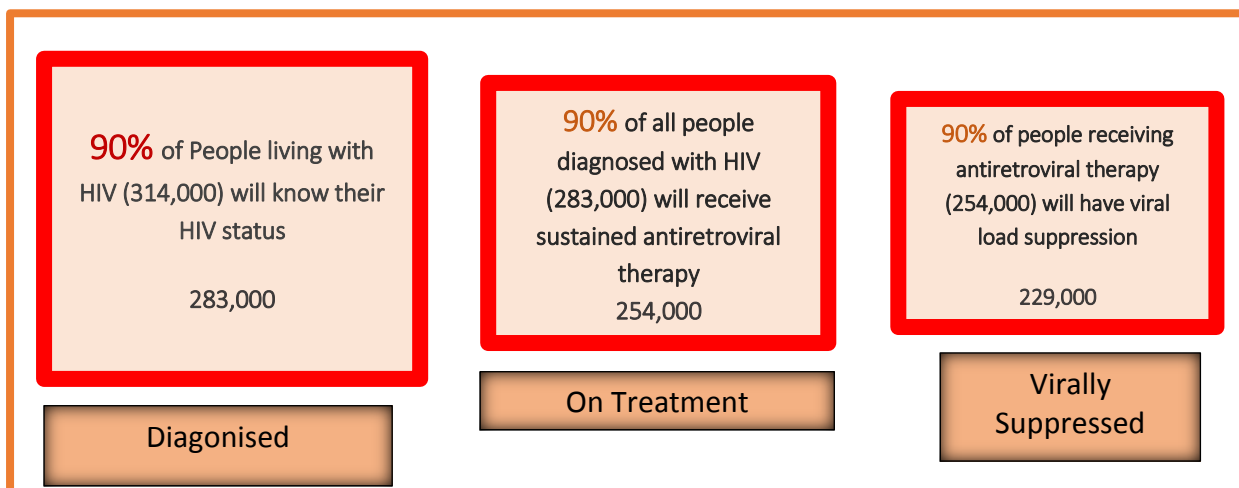 90% of People living with
HIV (314,000) will know their
HIV status
283,000
Diagonised
90% of all people
diagnosed with HIV
(283,000) will receive
sustained antiretroviral
therapy
254,000
On Treatment
90% of people receiving
antiretroviral therapy
(254,000) will have viral
load suppression
229,000
Virally
Suppressed